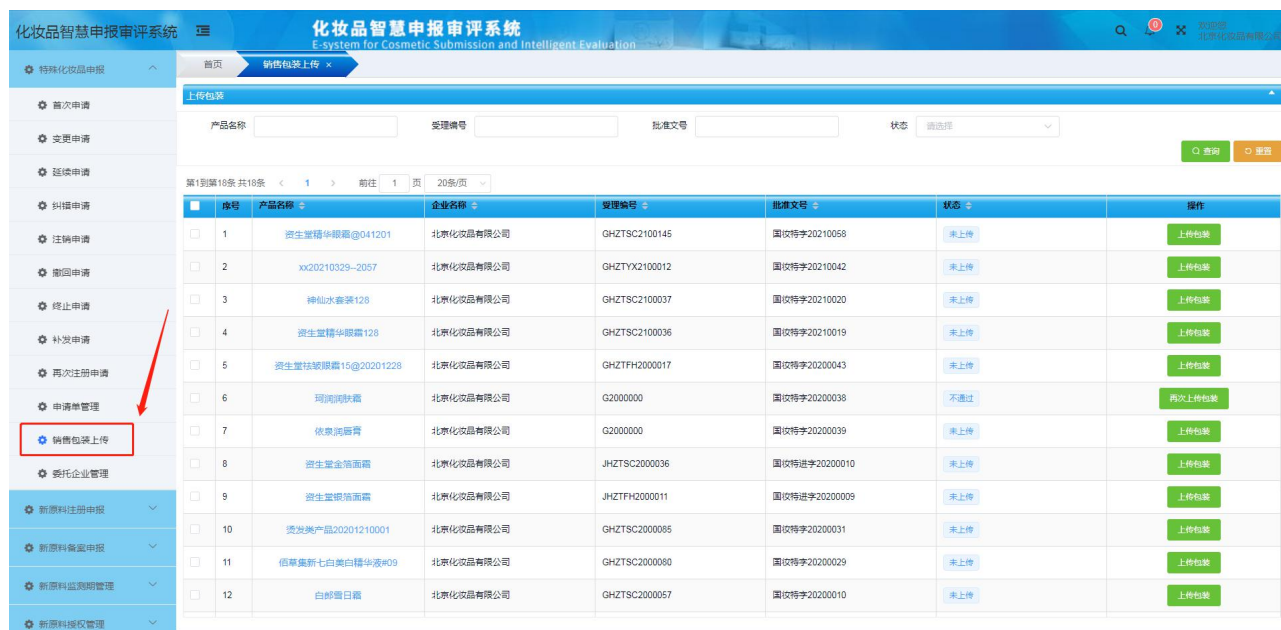 化妆品智慧申报审评系统
化妆品智慧申报审评系统
E-system for Cosmetic Submission and Intelligent Evaluation
0
欢迎您
北京化妆品有限公司
特殊化妆品申报
首次申请
变更申请
延续申请
纠错申请
注销申请
撤回申请
终止申请
补发申请
再次注册申请
申请单管理
销售包装上传
委托企业管理
新原料注册申报
新原料备案申报
新原料监测期管理
新原料授权管理
首页 销售包装上传 ×
上传包装
产品名称 受理编号 批准文号 状态 请选择
查询 重置
第1到第18条 共18条 < 1 > 前往 1 页 20条/页
序号 产品名称 企业名称 受理编号 批准文号 状态 操作
1 资生堂精华眼霜@041201 北京化妆品有限公司 GHZTSC2100145 国妆特字20210058 未上传 上传包装
2 xx20210329--2057 北京化妆品有限公司 GHZTYX2100012 国妆特字20210042 未上传 上传包装
3 神仙水套装128 北京化妆品有限公司 GHZTSC2100037 国妆特字20210020 未上传 上传包装
4 资生堂精华眼霜128 北京化妆品有限公司 GHZTSC2100036 国妆特字20210019 未上传 上传包装
5 资生堂祛皱眼霜15@20201228 北京化妆品有限公司 GHZTFH2000017 国妆特字20200043 未上传 上传包装
6 珂润润肤霜 北京化妆品有限公司 G2000000 国妆特字20200038 不通过 再次上传包装
7 依泉润唇膏 北京化妆品有限公司 G2000000 国妆特字20200039 未上传 上传包装
8 资生堂金箔面霜 北京化妆品有限公司 JHZTSC2000036 国妆特进字20200010 未上传 上传包装
9 资生堂银箔面霜 北京化妆品有限公司 JHZTFH2000011 国妆特进字20200009 未上传 上传包装
10 烫发类产品20201210001 北京化妆品有限公司 GHZTSC2000085 国妆特字20200031 未上传 上传包装
11 佰草集新七白美白精华液#09 北京化妆品有限公司 GHZTSC2000080 国妆特字20200029 未上传 上传包装
12 白郎雪日霜 北京化妆品有限公司 GHZTSC2000057 国妆特字20200010 未上传 上传包装